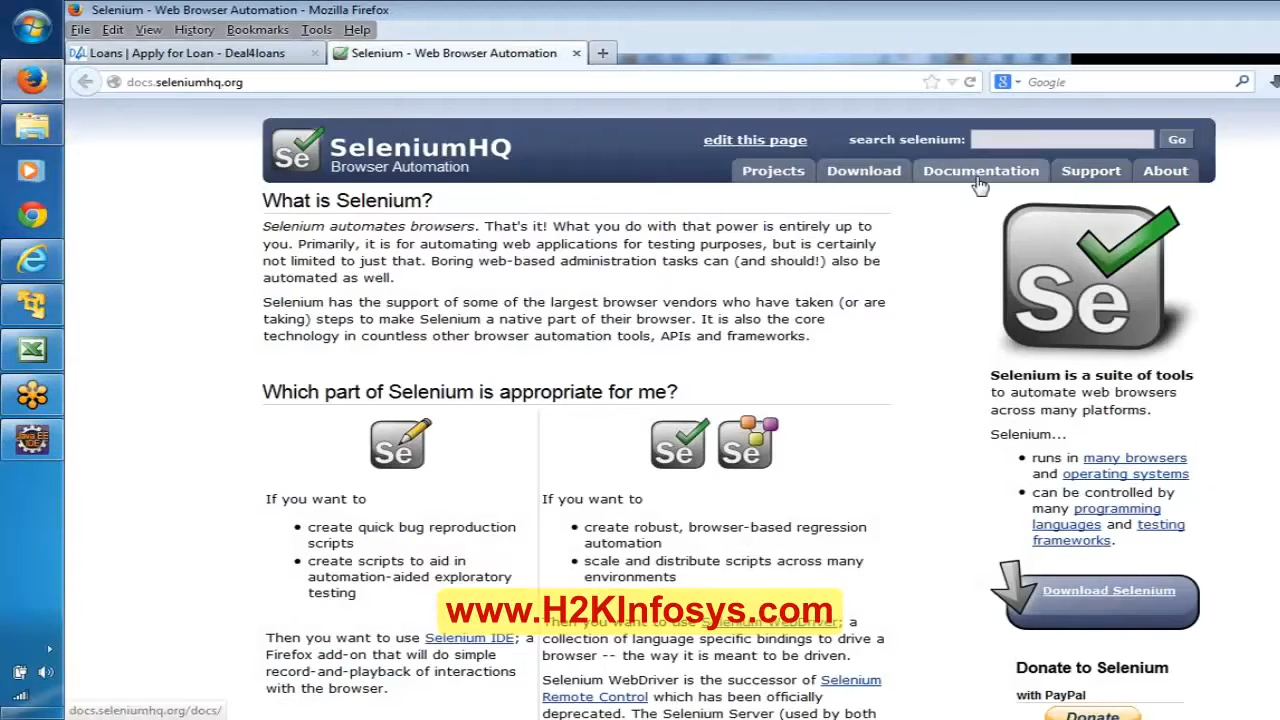 Selenium - Web Browser Automation - Mozilla Firefox
File Edit View History Bookmarks Tools Help
Loans | Apply for Loan - Deal4loans × Selenium - Web Browser Automation × +
docs.seleniumhq.org
Google
Se SeleniumHQ
Browser Automation
edit this page search selenium: Go
Projects Download Documentation Support About
What is Selenium?
Selenium automates browsers. That's it! What you do with that power is entirely up to
you. Primarily, it is for automating web applications for testing purposes, but is certainly
not limited to just that. Boring web-based administration tasks can (and should!) also be
automated as well.
Selenium has the support of some of the largest browser vendors who have taken (or are
taking) steps to make Selenium a native part of their browser. It is also the core
technology in countless other browser automation tools, APIs and frameworks.
Which part of Selenium is appropriate for me?
Se
If you want to
• create quick bug reproduction
scripts
• create scripts to aid in
automation-aided exploratory
testing
Then you want to use Selenium IDE; a
Firefox add-on that will do simple
record-and-playback of interactions
with the browser.
Se Se
If you want to
• create robust, browser-based regression
automation
• scale and distribute scripts across many
environments
Then you want to use Selenium WebDriver; a
collection of language specific bindings to drive a
browser -- the way it is meant to be driven.
Selenium WebDriver is the successor of Selenium
Remote Control which has been officially
deprecated. The Selenium Server (used by both
www.H2KInfosys.com
Se
Selenium is a suite of tools
to automate web browsers
across many platforms.
Selenium...
• runs in many browsers
and operating systems
• can be controlled by
many programming
languages and testing
frameworks.
Download Selenium
Donate to Selenium
with PayPal
Donate
docs.seleniumhq.org/docs/